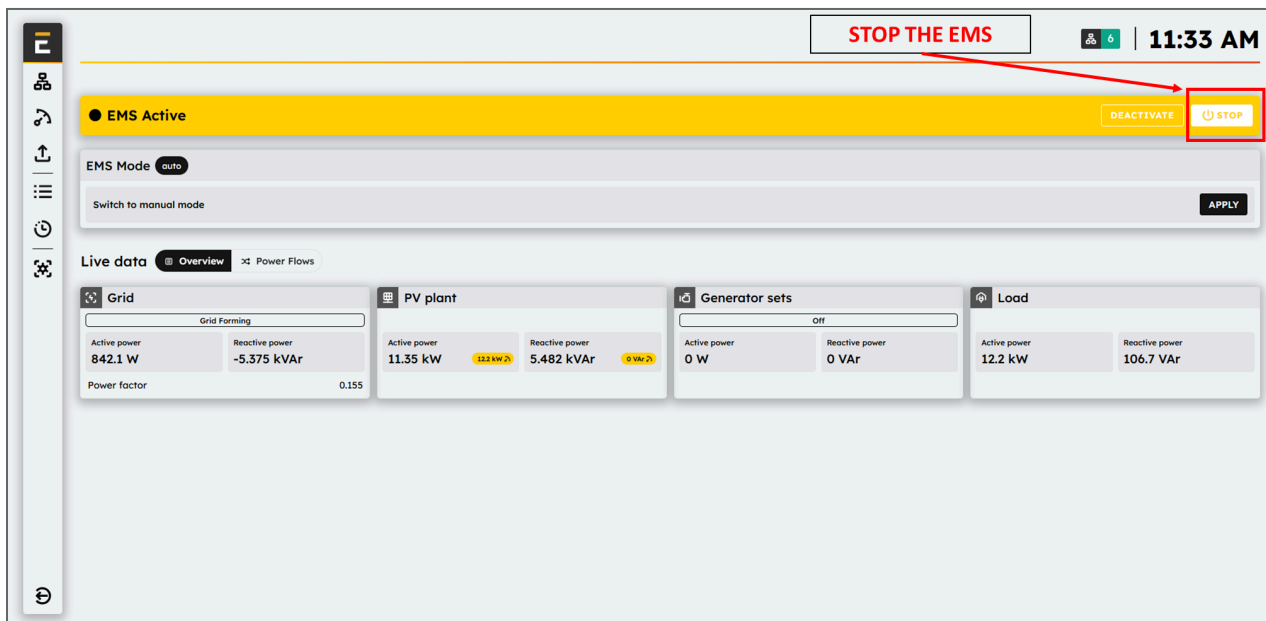 STOP THE EMS
6
11:33 AM
EMS Active
DEACTIVATE
STOP
EMS Mode auto
Switch to manual mode
APPLY
Live data Overview Power Flows
Grid
Grid Forming
Active power Reactive power
842.1 W -5.375 kVAr
Power factor 0.155
PV plant
Active power Reactive power
11.35 kW 12.2 kW 5.482 kVAr 0 VAr
Generator sets
Off
Active power Reactive power
0 W 0 VAr
Load
Active power Reactive power
12.2 kW 106.7 VAr